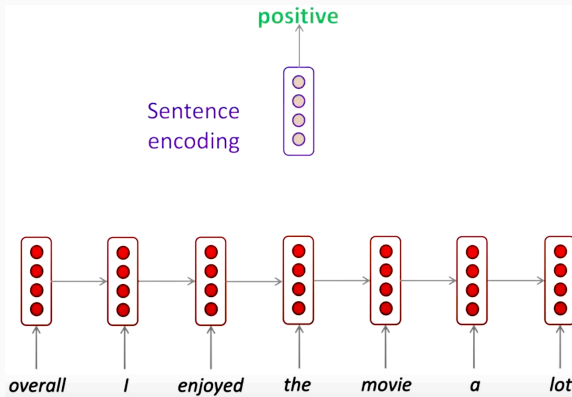 positive
Sentence
encoding
overall I enjoyed the movie a lot